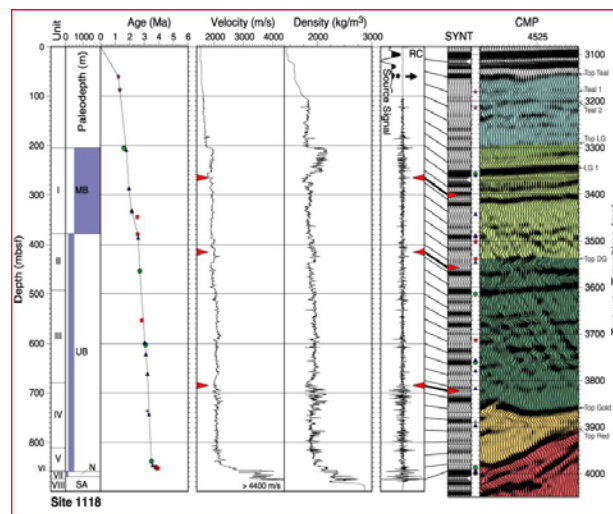 Unit
Paleodepth (m)
0 1000
Age (Ma)
0 1 2 3 4 5 6
Velocity (m/s)
2000 4000
Density (kg/m³)
2000
RC
Source Signal
SYNT
CMP
4525
Depth (mbsf)
0
100
200
300
400
500
600
700
800
I
II
III
IV
V
VI
VII
VIII
MB
UB
N
SA
> 4400 m/s
3100
Top Teal
Teal 1
3200
Teal 2
Top LG
3300
LG 1
3400
3500
Top DG
3600
3700
3800
Top Gold
3900
Top Red
4000
Site 1118